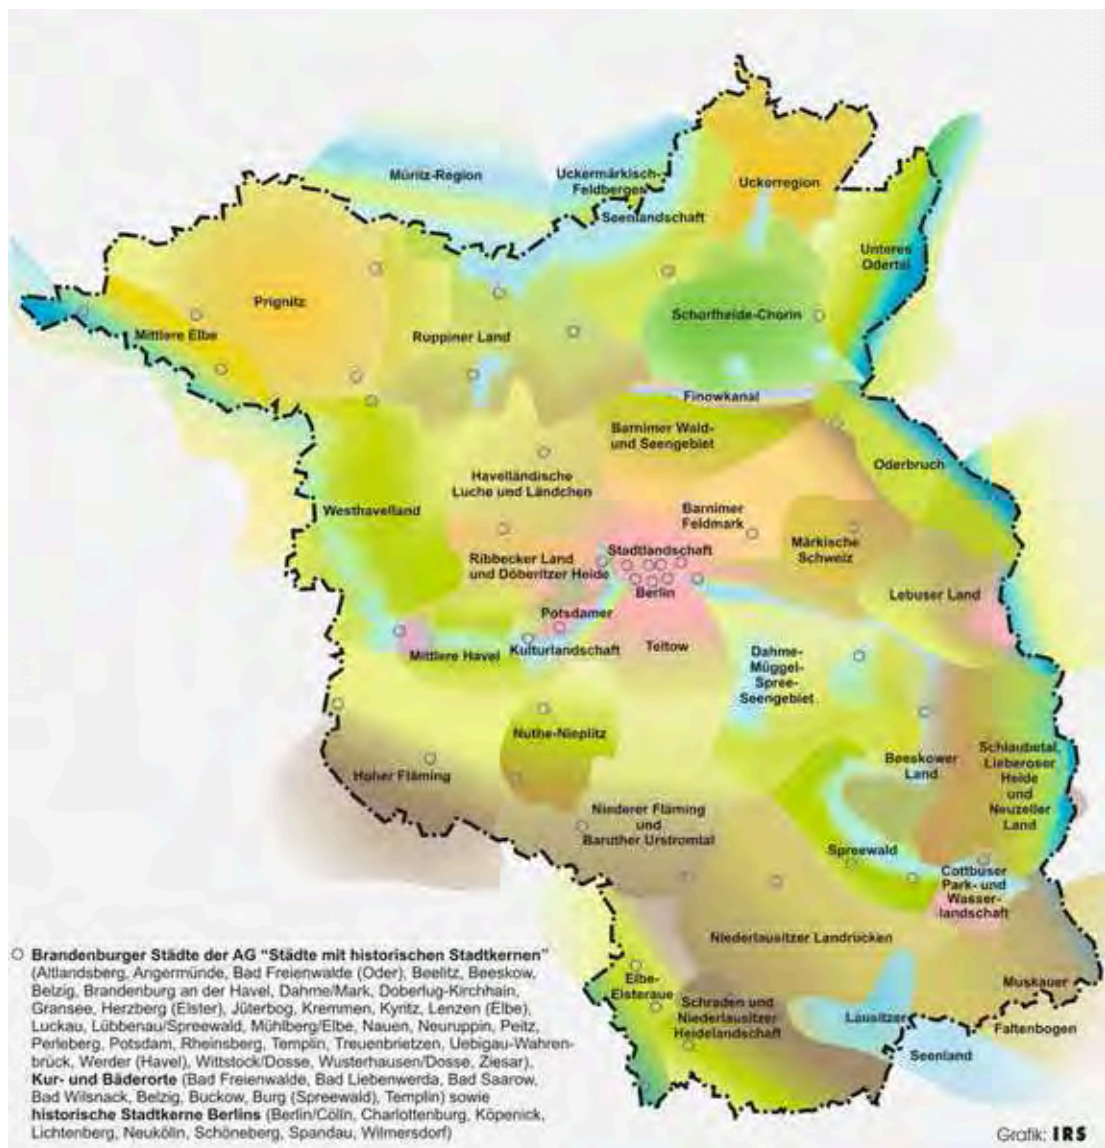 Müritz-Region
Uckermärkisch-
Feldberger
Seenlandschaft
Uckerregion
Unteres
Odertal
Prignitz
Mittlere Elbe
Ruppiner Land
Schorfheide-Chorin
Finowkanal
Barnimer Wald-
und Seengebiet
Oderbruch
Havelländische
Luche und Ländchen
Westhavelland
Barnimer
Feldmark
Märkische
Schweiz
Stadtlandschaft
Berlin
Ribbecker Land
und Döberitzer Heide
Lebuser Land
Potsdamer
Kulturlandschaft
Mittlere Havel
Teltow
Dahme-
Müggel-
Spree-
Seengebiet
Nuthe-Nieplitz
Hoher Fläming
Beeskower
Land
Schlaubetal,
Lieberoser
Heide
und
Neuzeller
Land
Niederer Fläming
und
Baruther Urstromtal
Spreewald
Cottbuser
Park- und
Wasser-
landschaft
Niederlausitzer Landrücken
Elbe-
Elsteraue
Schraden und
Niederlausitzer
Heidelandschaft
Muskauer
Faltenbogen
Lausitzer
Seenland
Brandenburger Städte der AG "Städte mit historischen Stadtkernen"
(Altlandsberg, Angermünde, Bad Freienwalde (Oder), Beelitz, Beeskow,
Belzig, Brandenburg an der Havel, Dahme/Mark, Doberlug-Kirchhain,
Gransee, Herzberg (Elster), Jüterbog, Kremmen, Kyritz, Lenzen (Elbe),
Luckau, Lübbenau/Spreewald, Mühlberg/Elbe, Nauen, Neuruppin, Peitz,
Perleberg, Potsdam, Rheinsberg, Templin, Treuenbrietzen, Uebigau-Wahren-
brück, Werder (Havel), Wittstock/Dosse, Wusterhausen/Dosse, Ziesar),
Kur- und Bäderorte (Bad Freienwalde, Bad Liebenwerda, Bad Saarow,
Bad Wilsnack, Belzig, Buckow, Burg (Spreewald), Templin) sowie
historische Stadtkerne Berlins (Berlin/Cölln, Charlottenburg, Köpenick,
Lichtenberg, Neukölln, Schöneberg, Spandau, Wilmersdorf)
Grafik: IRS